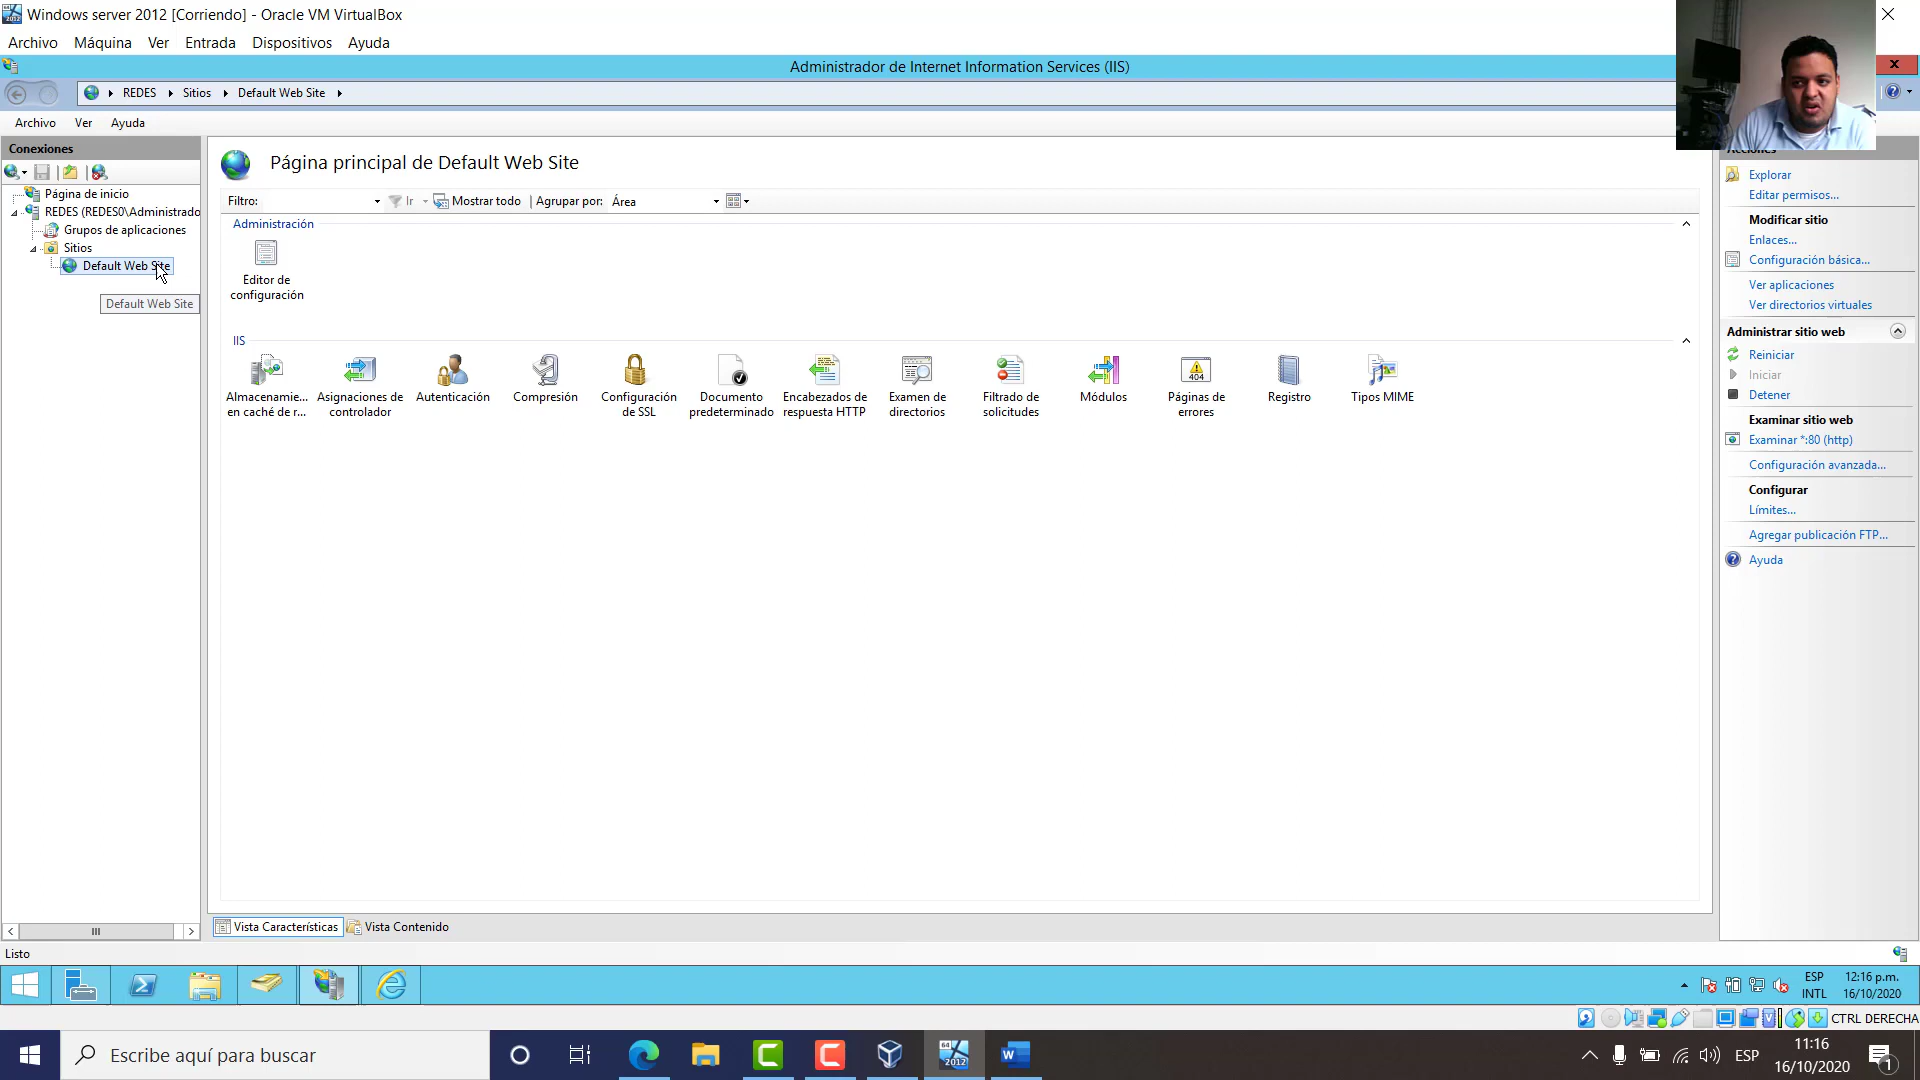 Windows server 2012 [Corriendo] - Oracle VM VirtualBox
Archivo Máquina Ver Entrada Dispositivos Ayuda
Administrador de Internet Information Services (IIS)
REDES Sitios Default Web Site
Archivo Ver Ayuda
Conexiones
Página de inicio
REDES (REDES0\Administrado
Grupos de aplicaciones
Sitios
Default Web Site
Default Web Site
Página principal de Default Web Site
Filtro: Ir Mostrar todo Agrupar por: Área
Administración
Editor de
configuración
IIS
Almacenamie...
en caché de r...
Asignaciones de
controlador
Autenticación
Compresión
Configuración
de SSL
Documento
predeterminado
Encabezados de
respuesta HTTP
Examen de
directorios
Filtrado de
solicitudes
Módulos
404
Páginas de
errores
Registro
Tipos MIME
Explorar
Editar permisos...
Modificar sitio
Enlaces...
Configuración básica...
Ver aplicaciones
Ver directorios virtuales
Administrar sitio web
Reiniciar
Iniciar
Detener
Examinar sitio web
Examinar *:80 (http)
Configuración avanzada...
Configurar
Límites...
Agregar publicación FTP...
Ayuda
Vista Características Vista Contenido
Listo
ESP
INTL
12:16 p.m.
16/10/2020
CTRL DERECHA
Escribe aquí para buscar
64
2012
ESP
11:16
16/10/2020
1